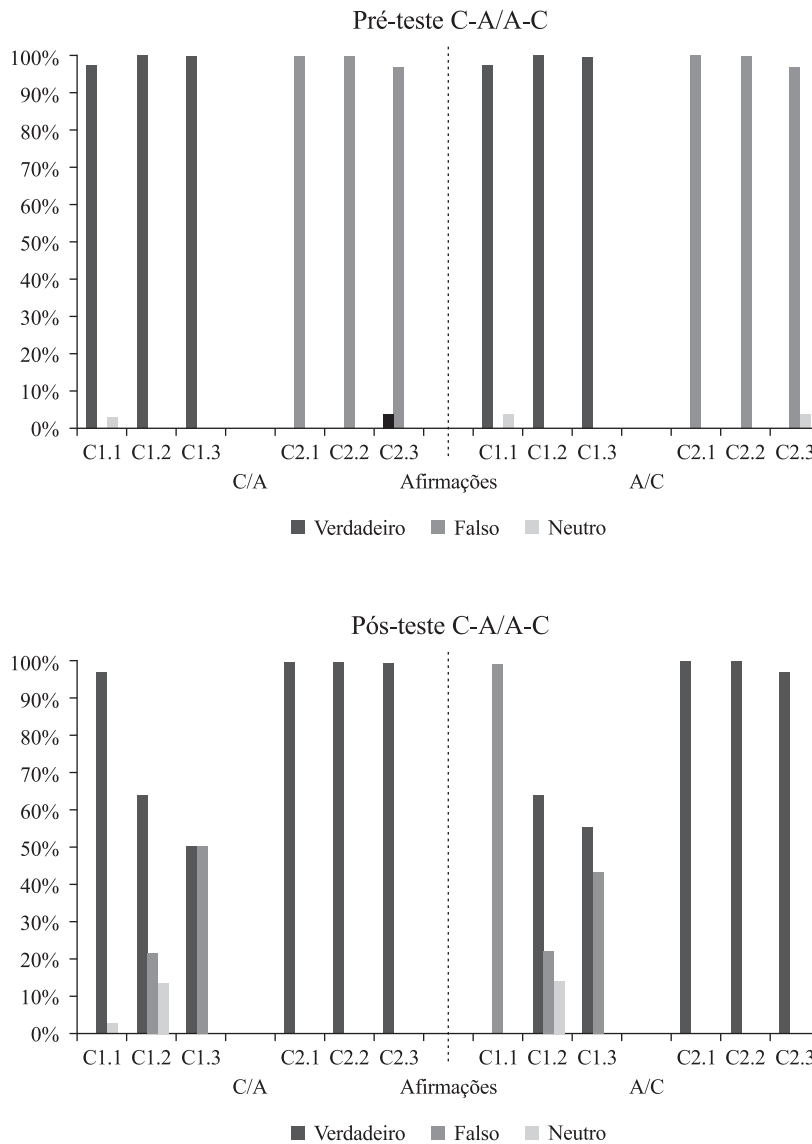 Pré-teste C-A/A-C
100%
90%
80%
70%
60%
50%
40%
30%
20%
10%
0%
C1.1 C1.2 C1.3 C2.1 C2.2 C2.3 C1.1 C1.2 C1.3 C2.1 C2.2 C2.3
C/A Afirmações A/C
Verdadeiro Falso Neutro
Pós-teste C-A/A-C
100%
90%
80%
70%
60%
50%
40%
30%
20%
10%
0%
C1.1 C1.2 C1.3 C2.1 C2.2 C2.3 C1.1 C1.2 C1.3 C2.1 C2.2 C2.3
C/A Afirmações A/C
Verdadeiro Falso Neutro